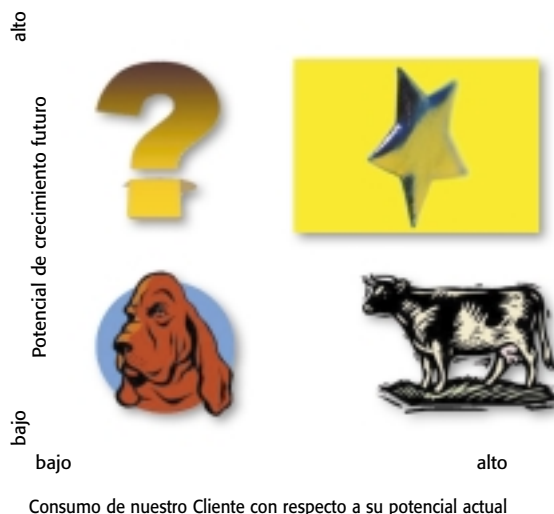 alto
Potencial de crecimiento futuro
bajo
bajo alto
Consumo de nuestro Cliente con respecto a su potencial actual